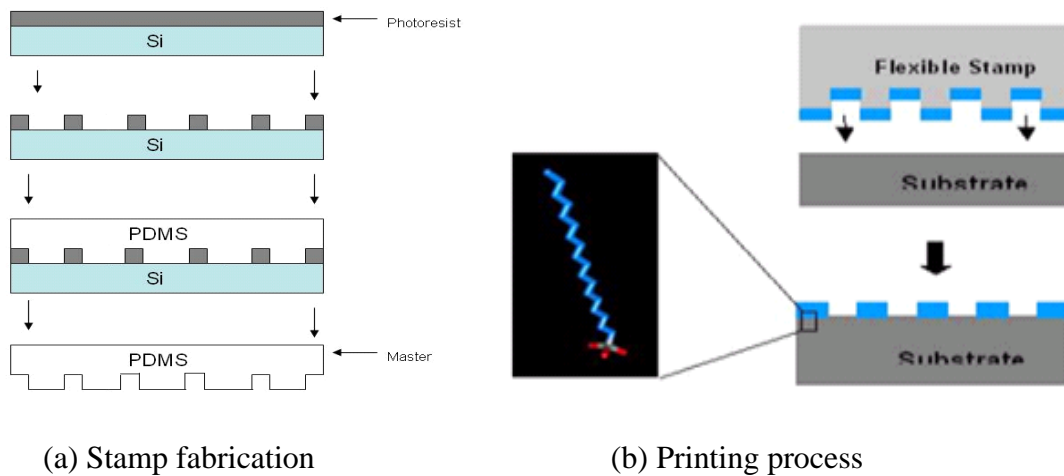 Photoresist
Si
Si
PDMS
Si
PDMS
Master
Flexible Stamp
Substrate
Substrate
(a) Stamp fabrication
(b) Printing process